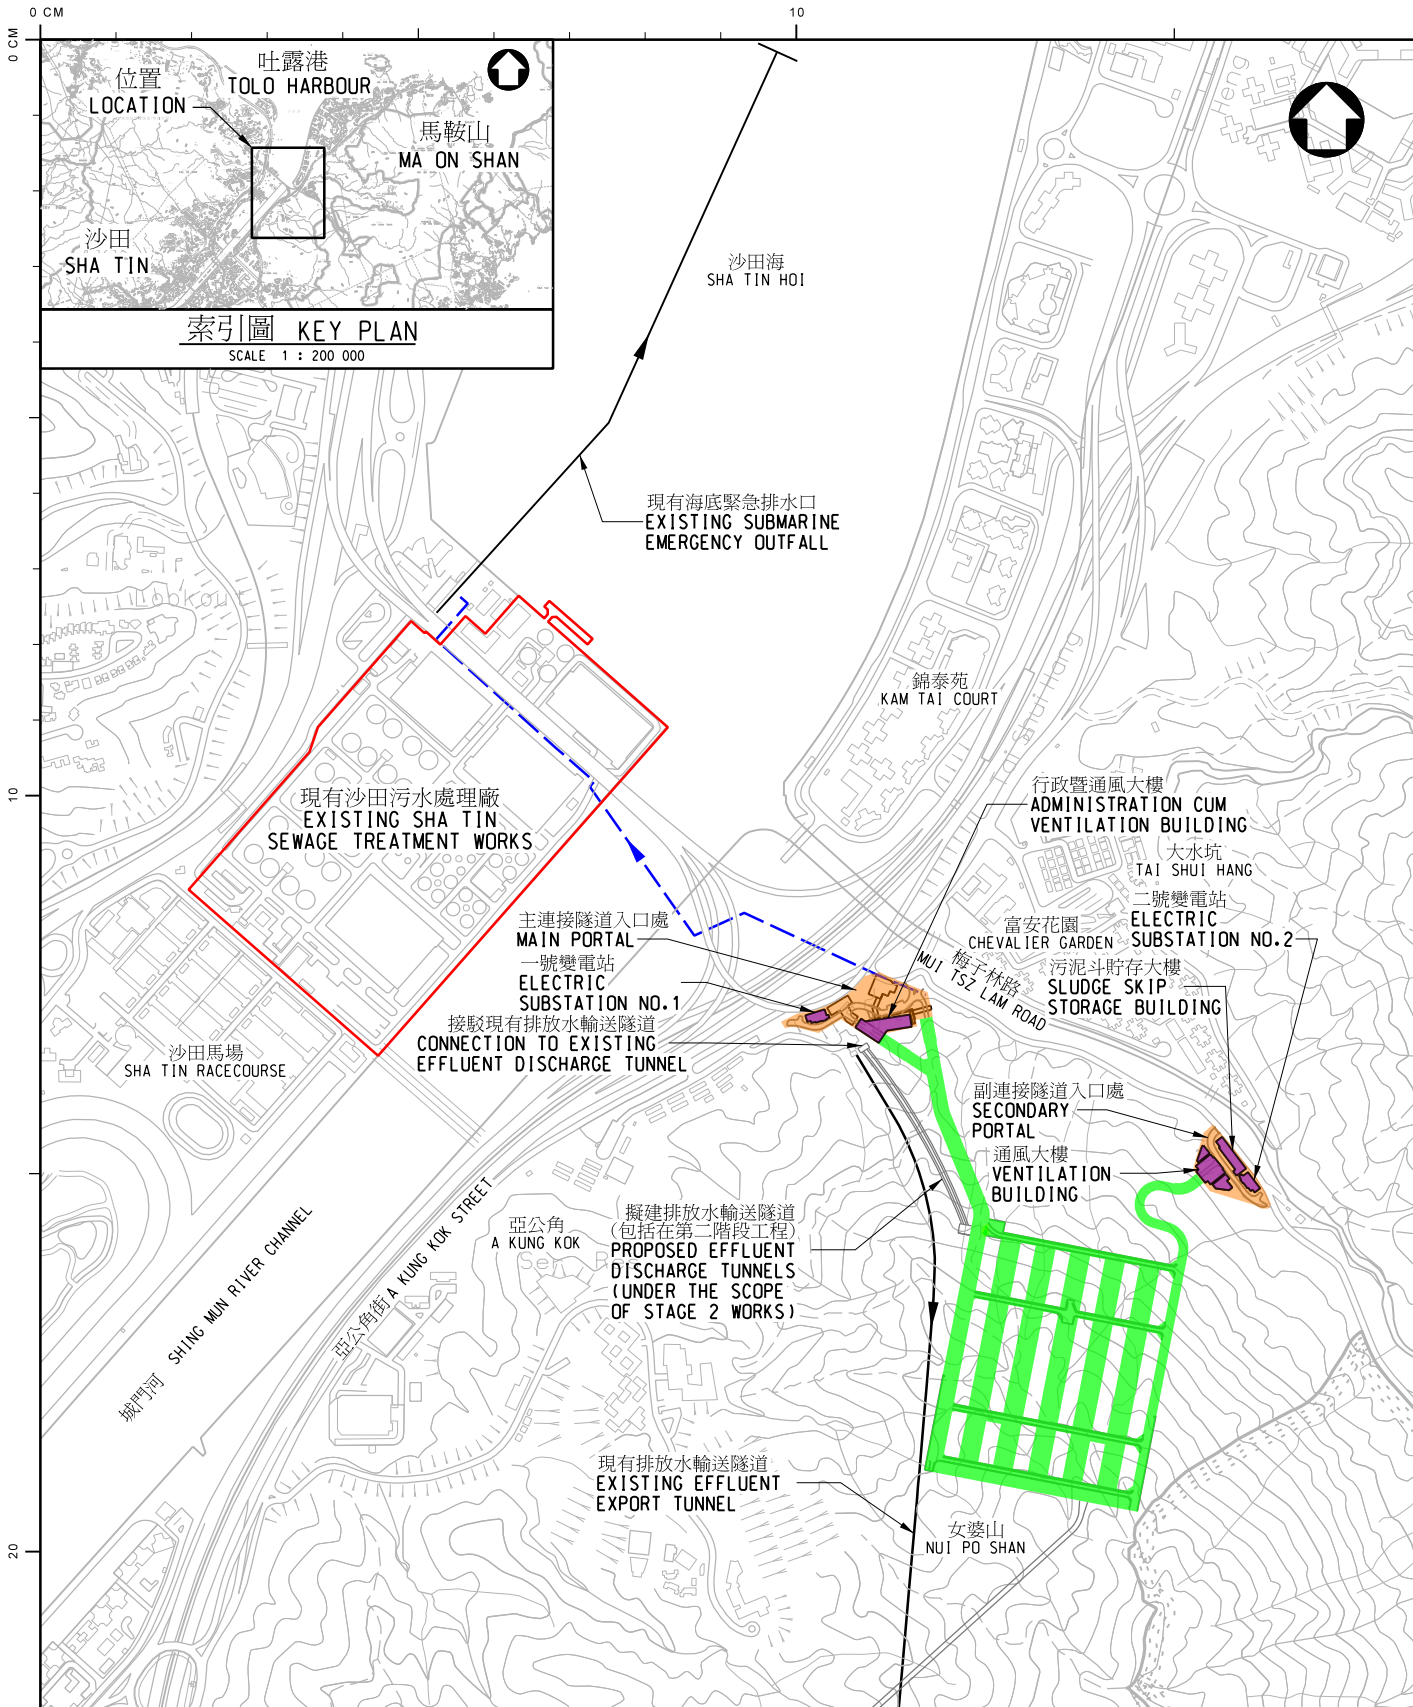 0 CM
10
0 CM
10
20
位置
LOCATION
吐露港
TOLO HARBOUR
馬鞍山
MA ON SHAN
沙田
SHA TIN
索引圖 KEY PLAN
SCALE 1 : 200 000
沙田海
SHA TIN HOI
現有海底緊急排水口
EXISTING SUBMARINE
EMERGENCY OUTFALL
錦泰苑
KAM TAI COURT
現有沙田污水處理廠
EXISTING SHA TIN
SEWAGE TREATMENT WORKS
行政暨通風大樓
ADMINISTRATION CUM
VENTILATION BUILDING
大水坑
TAI SHUI HANG
二號變電站
ELECTRIC
SUBSTATION NO.2
富安花園
CHEVALIER GARDEN
主連接隧道入口處
MAIN PORTAL
一號變電站
ELECTRIC
SUBSTATION NO.1
梅子林路
MUI TSZ LAM ROAD
污泥斗貯存大樓
SLUDGE SKIP
STORAGE BUILDING
接駁現有排放水輸送隧道
CONNECTION TO EXISTING
EFFLUENT DISCHARGE TUNNEL
沙田馬場
SHA TIN RACECOURSE
副連接隧道入口處
SECONDARY
PORTAL
通風大樓
VENTILATION
BUILDING
擬建排放水輸送隧道
(包括在第二階段工程)
PROPOSED EFFLUENT
DISCHARGE TUNNELS
(UNDER THE SCOPE
OF STAGE 2 WORKS)
亞公角
A KUNG KOK
亞公角街 A KUNG KOK STREET
城門河 SHING MUN RIVER CHANNEL
現有排放水輸送隧道
EXISTING EFFLUENT
EXPORT TUNNEL
女婆山
NUI PO SHAN